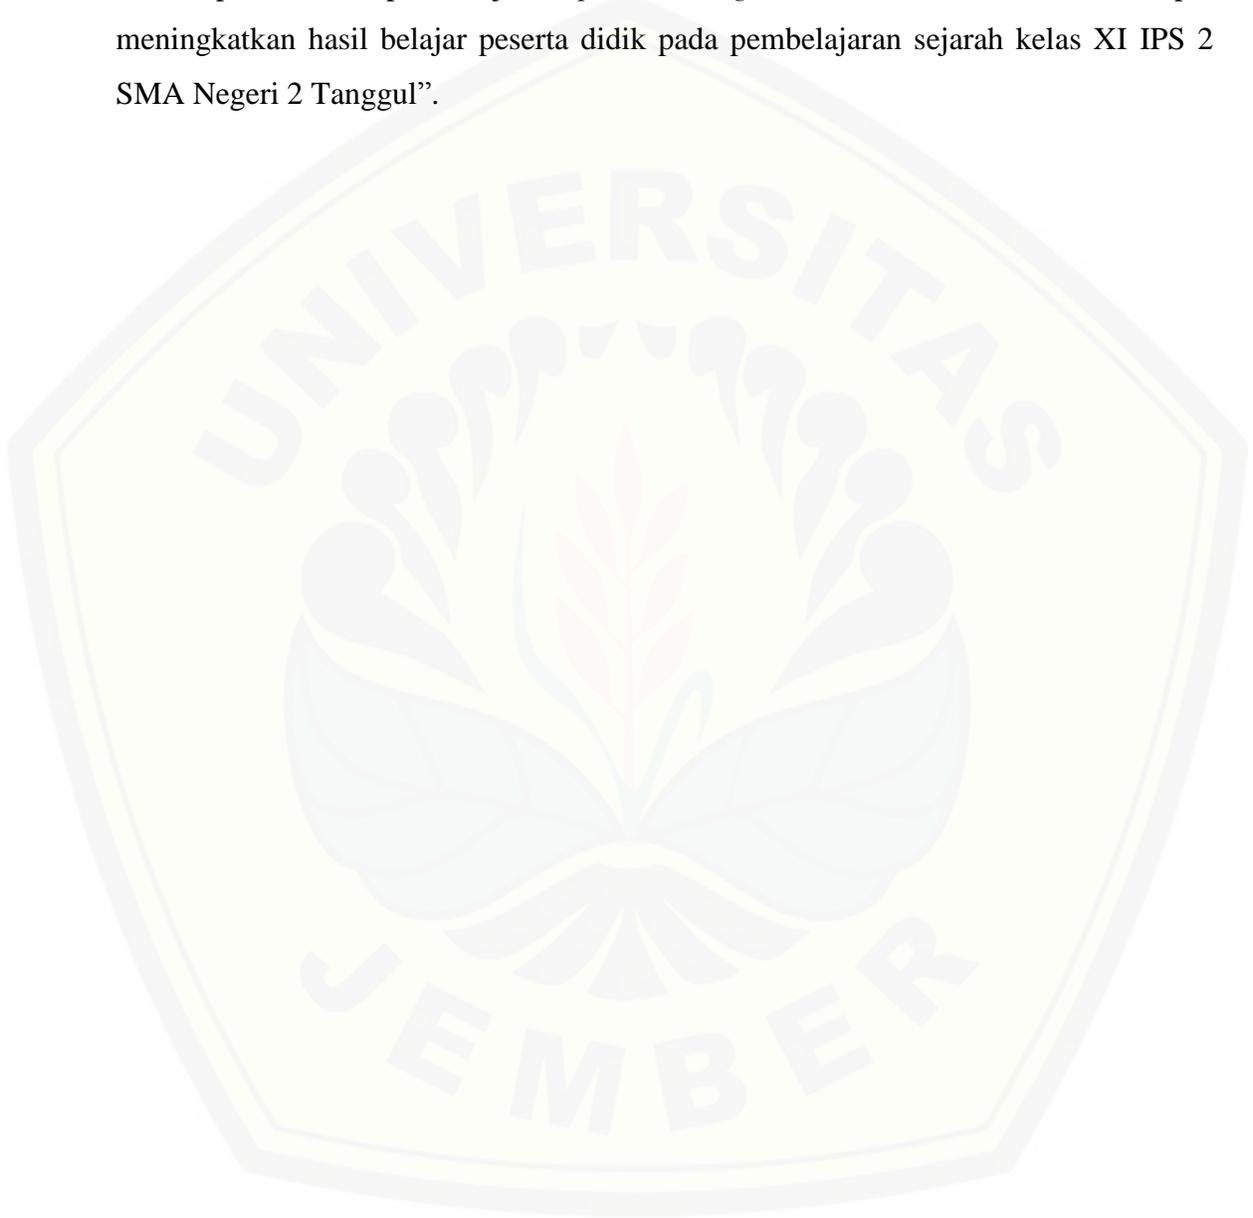 meningkatkan hasil belajar peserta didik pada pembelajaran sejarah kelas XI IPS 2
SMA Negeri 2 Tanggul”.
UNIVERSITAS
JEMBER